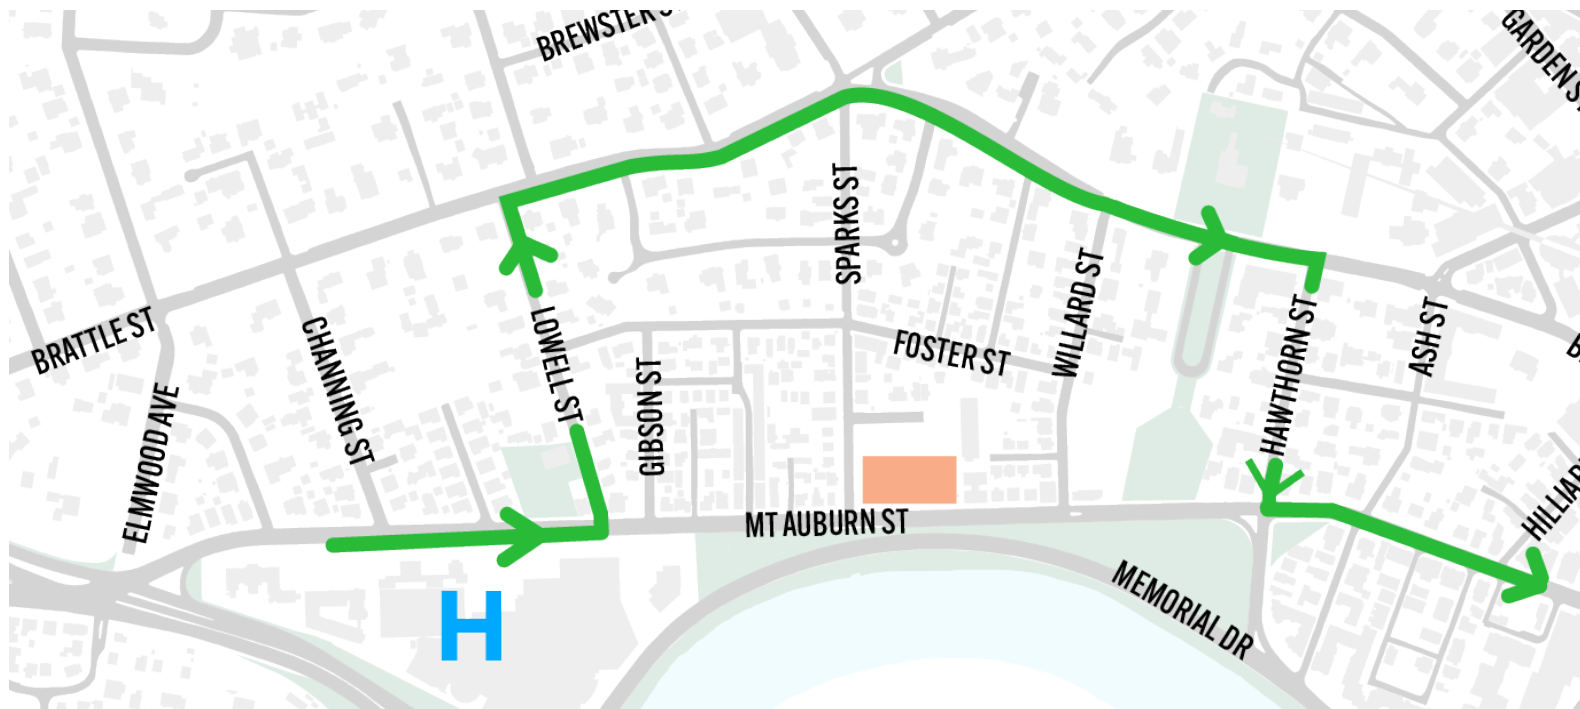 BREWSTER
GARDEN
BRATTLE ST
CHANNING ST
LOWELL ST
SPARKS ST
WILLARD ST
FOSTER ST
HAWTHORN ST
ASH ST
GIBSON ST
ELMWOOD AVE
MT AUBURN ST
MEMORIAL DR
H